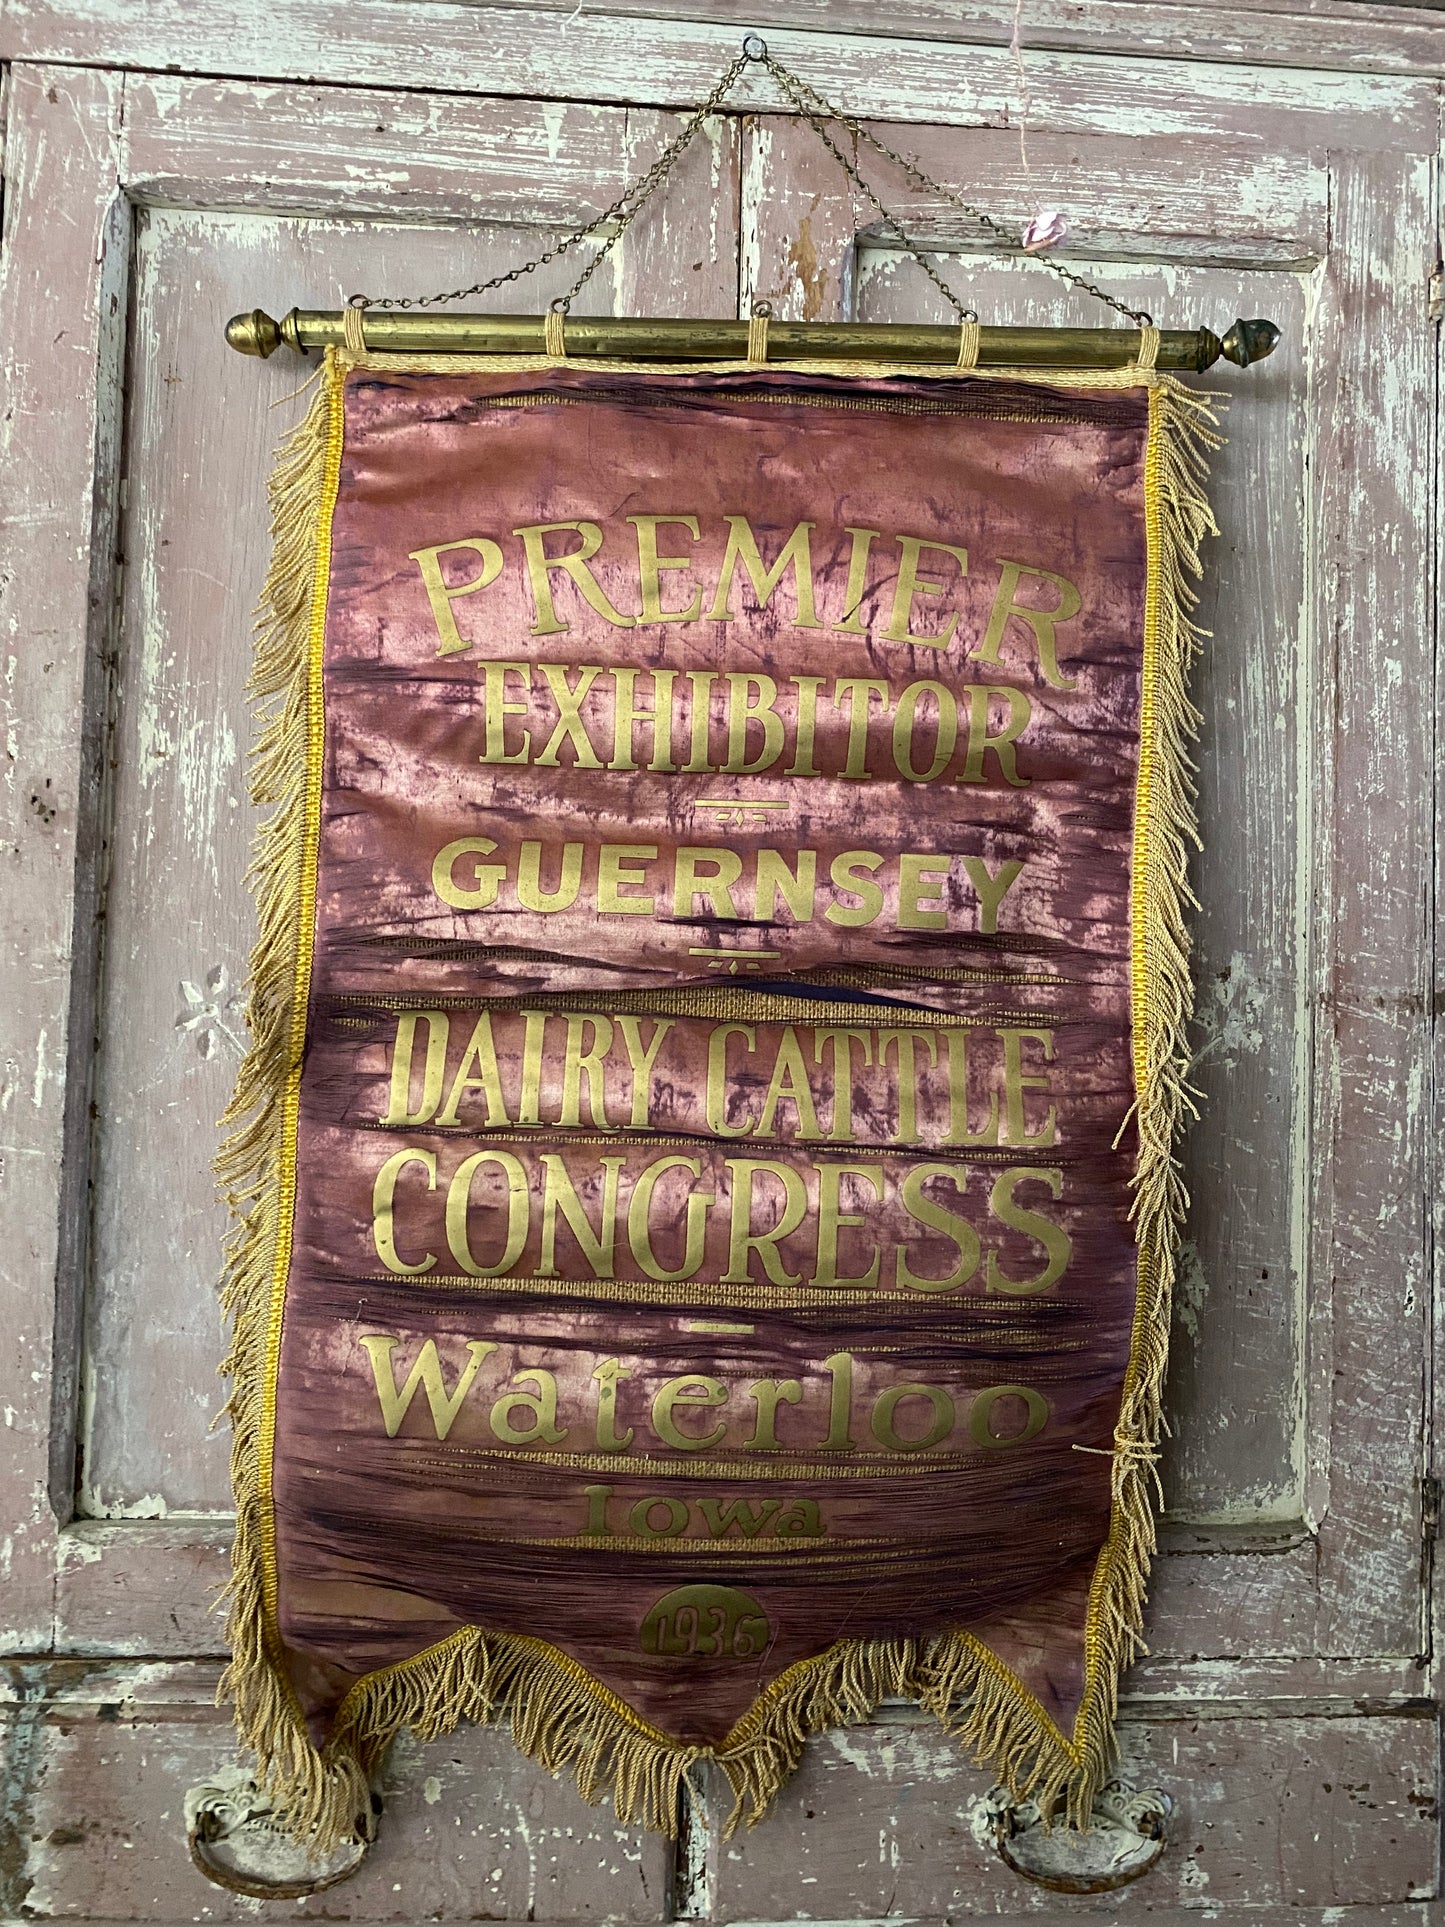 PREMIER
EXHIBITOR
GUERNSEY
DAIRY CATTLE
CONGRESS
Waterloo
Iowa
1936